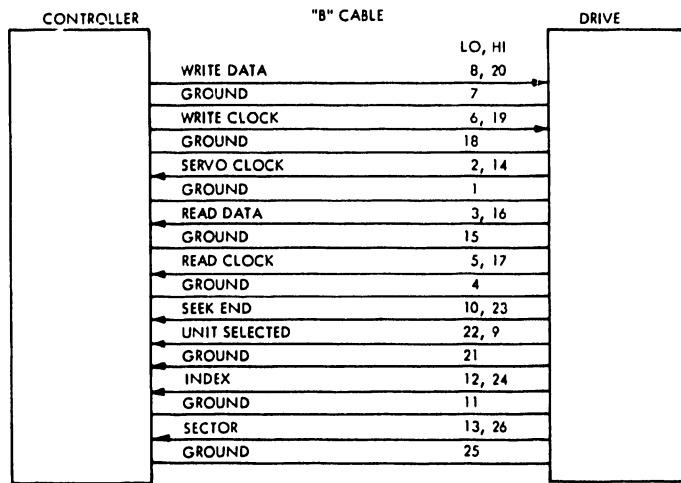 CONTROLLER "B" CABLE DRIVE
LO, HI
WRITE DATA 8, 20
GROUND 7
WRITE CLOCK 6, 19
GROUND 18
SERVO CLOCK 2, 14
GROUND 1
READ DATA 3, 16
GROUND 15
READ CLOCK 5, 17
GROUND 4
SEEK END 10, 23
UNIT SELECTED 22, 9
GROUND 21
INDEX 12, 24
GROUND 11
SECTOR 13, 26
GROUND 25